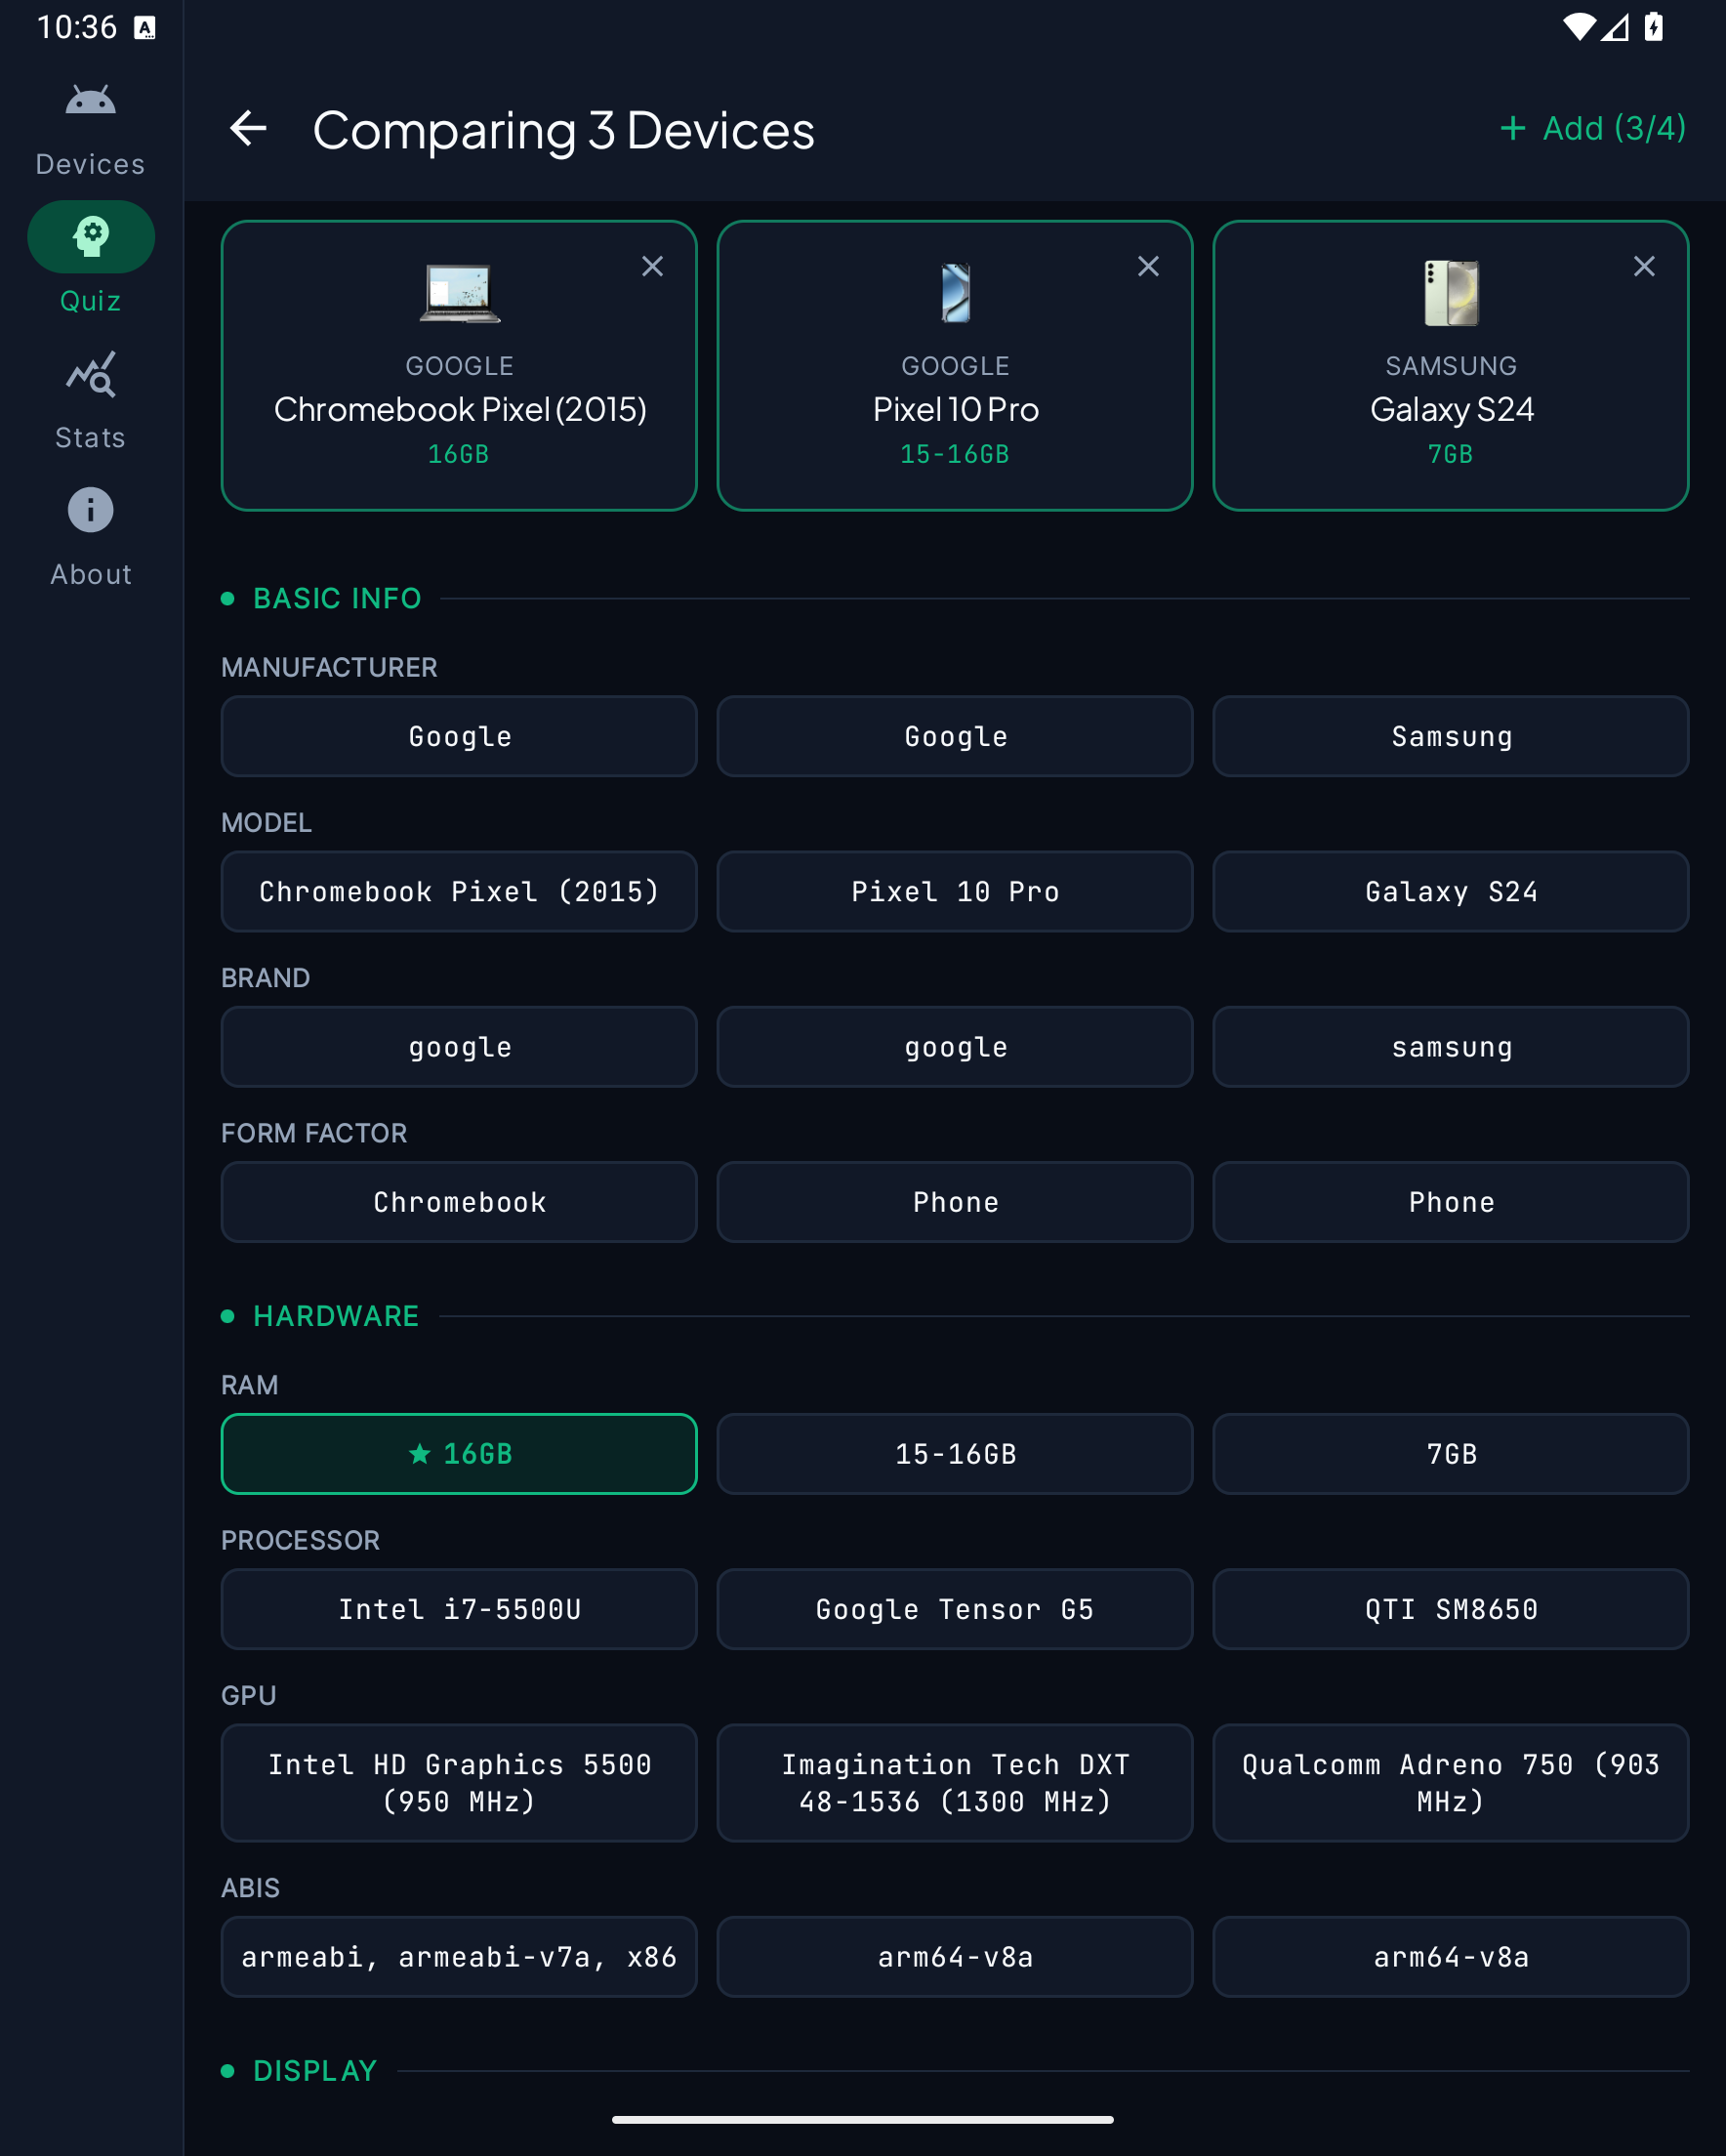 10:36
Devices
Quiz
Stats
About
Comparing 3 Devices
+ Add (3/4)
GOOGLE
Chromebook Pixel (2015)
16GB
GOOGLE
Pixel 10 Pro
15-16GB
SAMSUNG
Galaxy S24
7GB
BASIC INFO
MANUFACTURER
Google
Google
Samsung
MODEL
Chromebook Pixel (2015)
Pixel 10 Pro
Galaxy S24
BRAND
google
google
samsung
FORM FACTOR
Chromebook
Phone
Phone
HARDWARE
RAM
★ 16GB
15-16GB
7GB
PROCESSOR
Intel i7-5500U
Google Tensor G5
QTI SM8650
GPU
Intel HD Graphics 5500
(950 MHz)
Imagination Tech DXT
48-1536 (1300 MHz)
Qualcomm Adreno 750 (903
MHz)
ABIS
armeabi, armeabi-v7a, x86
arm64-v8a
arm64-v8a
DISPLAY